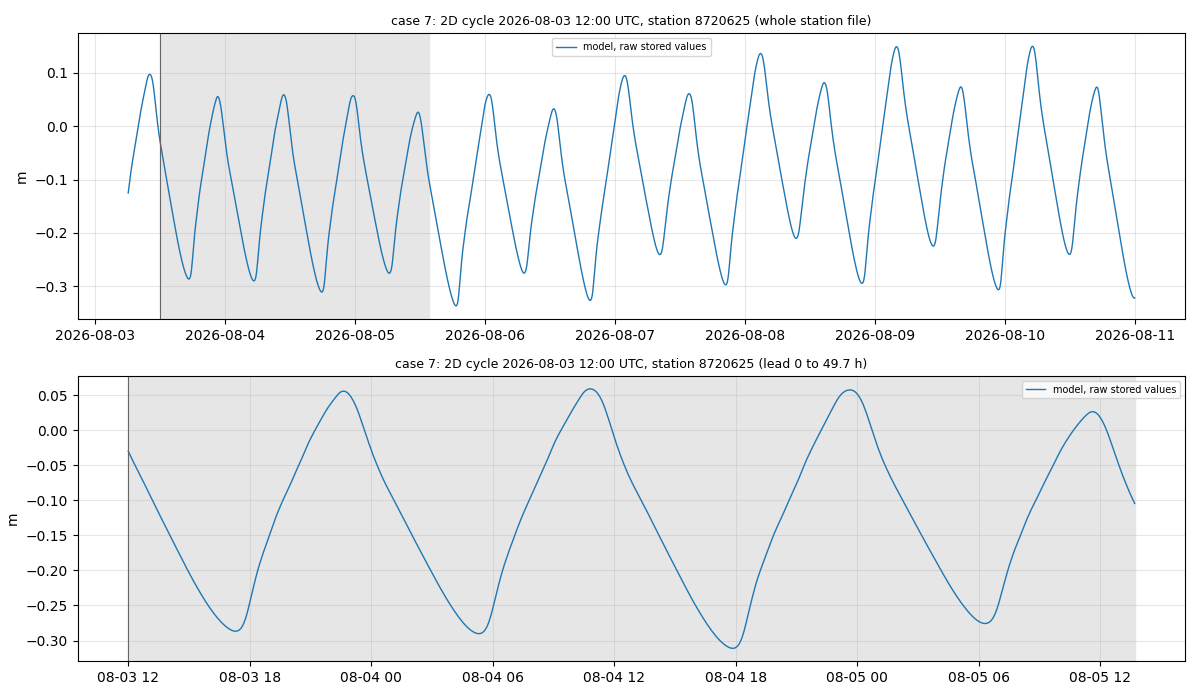 case 7: 2D cycle 2026-08-03 12:00 UTC, station 8720625 (whole station file)
model, raw stored values
0.1
0.0
−0.1
−0.2
−0.3
m
2026-08-03 2026-08-04 2026-08-05 2026-08-06 2026-08-07 2026-08-08 2026-08-09 2026-08-10 2026-08-11
case 7: 2D cycle 2026-08-03 12:00 UTC, station 8720625 (lead 0 to 49.7 h)
model, raw stored values
0.05
0.00
−0.05
−0.10
−0.15
−0.20
−0.25
−0.30
m
08-03 12 08-03 18 08-04 00 08-04 06 08-04 12 08-04 18 08-05 00 08-05 06 08-05 12